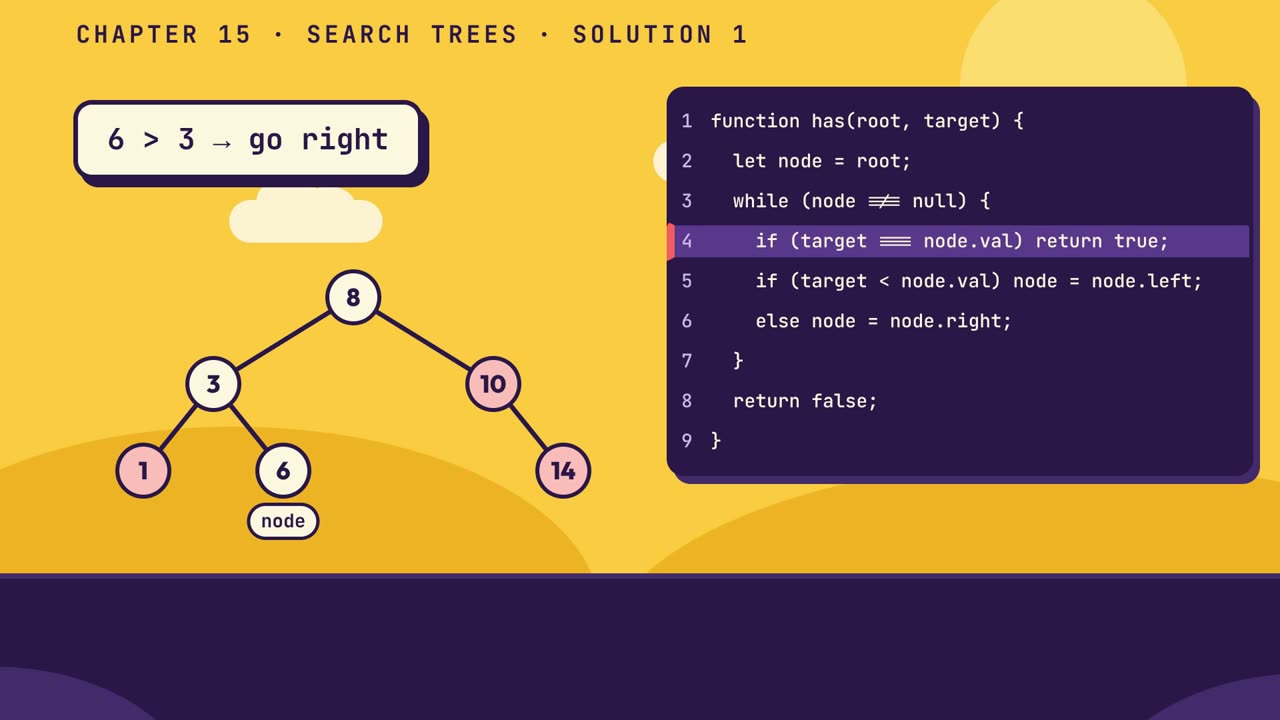 CHAPTER 15 · SEARCH TREES · SOLUTION 1
6 > 3 → go right
8
3
10
1
6
14
node
1 function has(root, target) {
2 let node = root;
3 while (node !== null) {
4 if (target === node.val) return true;
5 if (target < node.val) node = node.left;
6 else node = node.right;
7 }
8 return false;
9 }